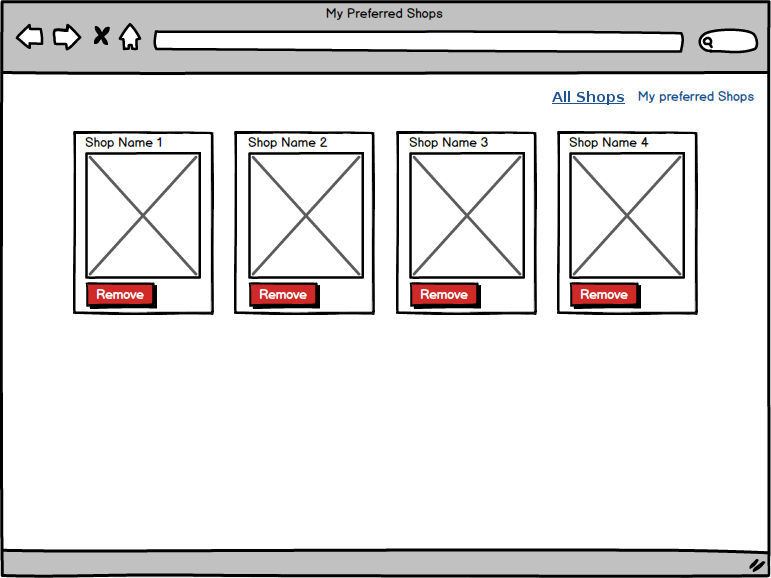 My Preferred Shops
All Shops My preferred Shops
Shop Name 1 Shop Name 2 Shop Name 3 Shop Name 4
Remove Remove Remove Remove